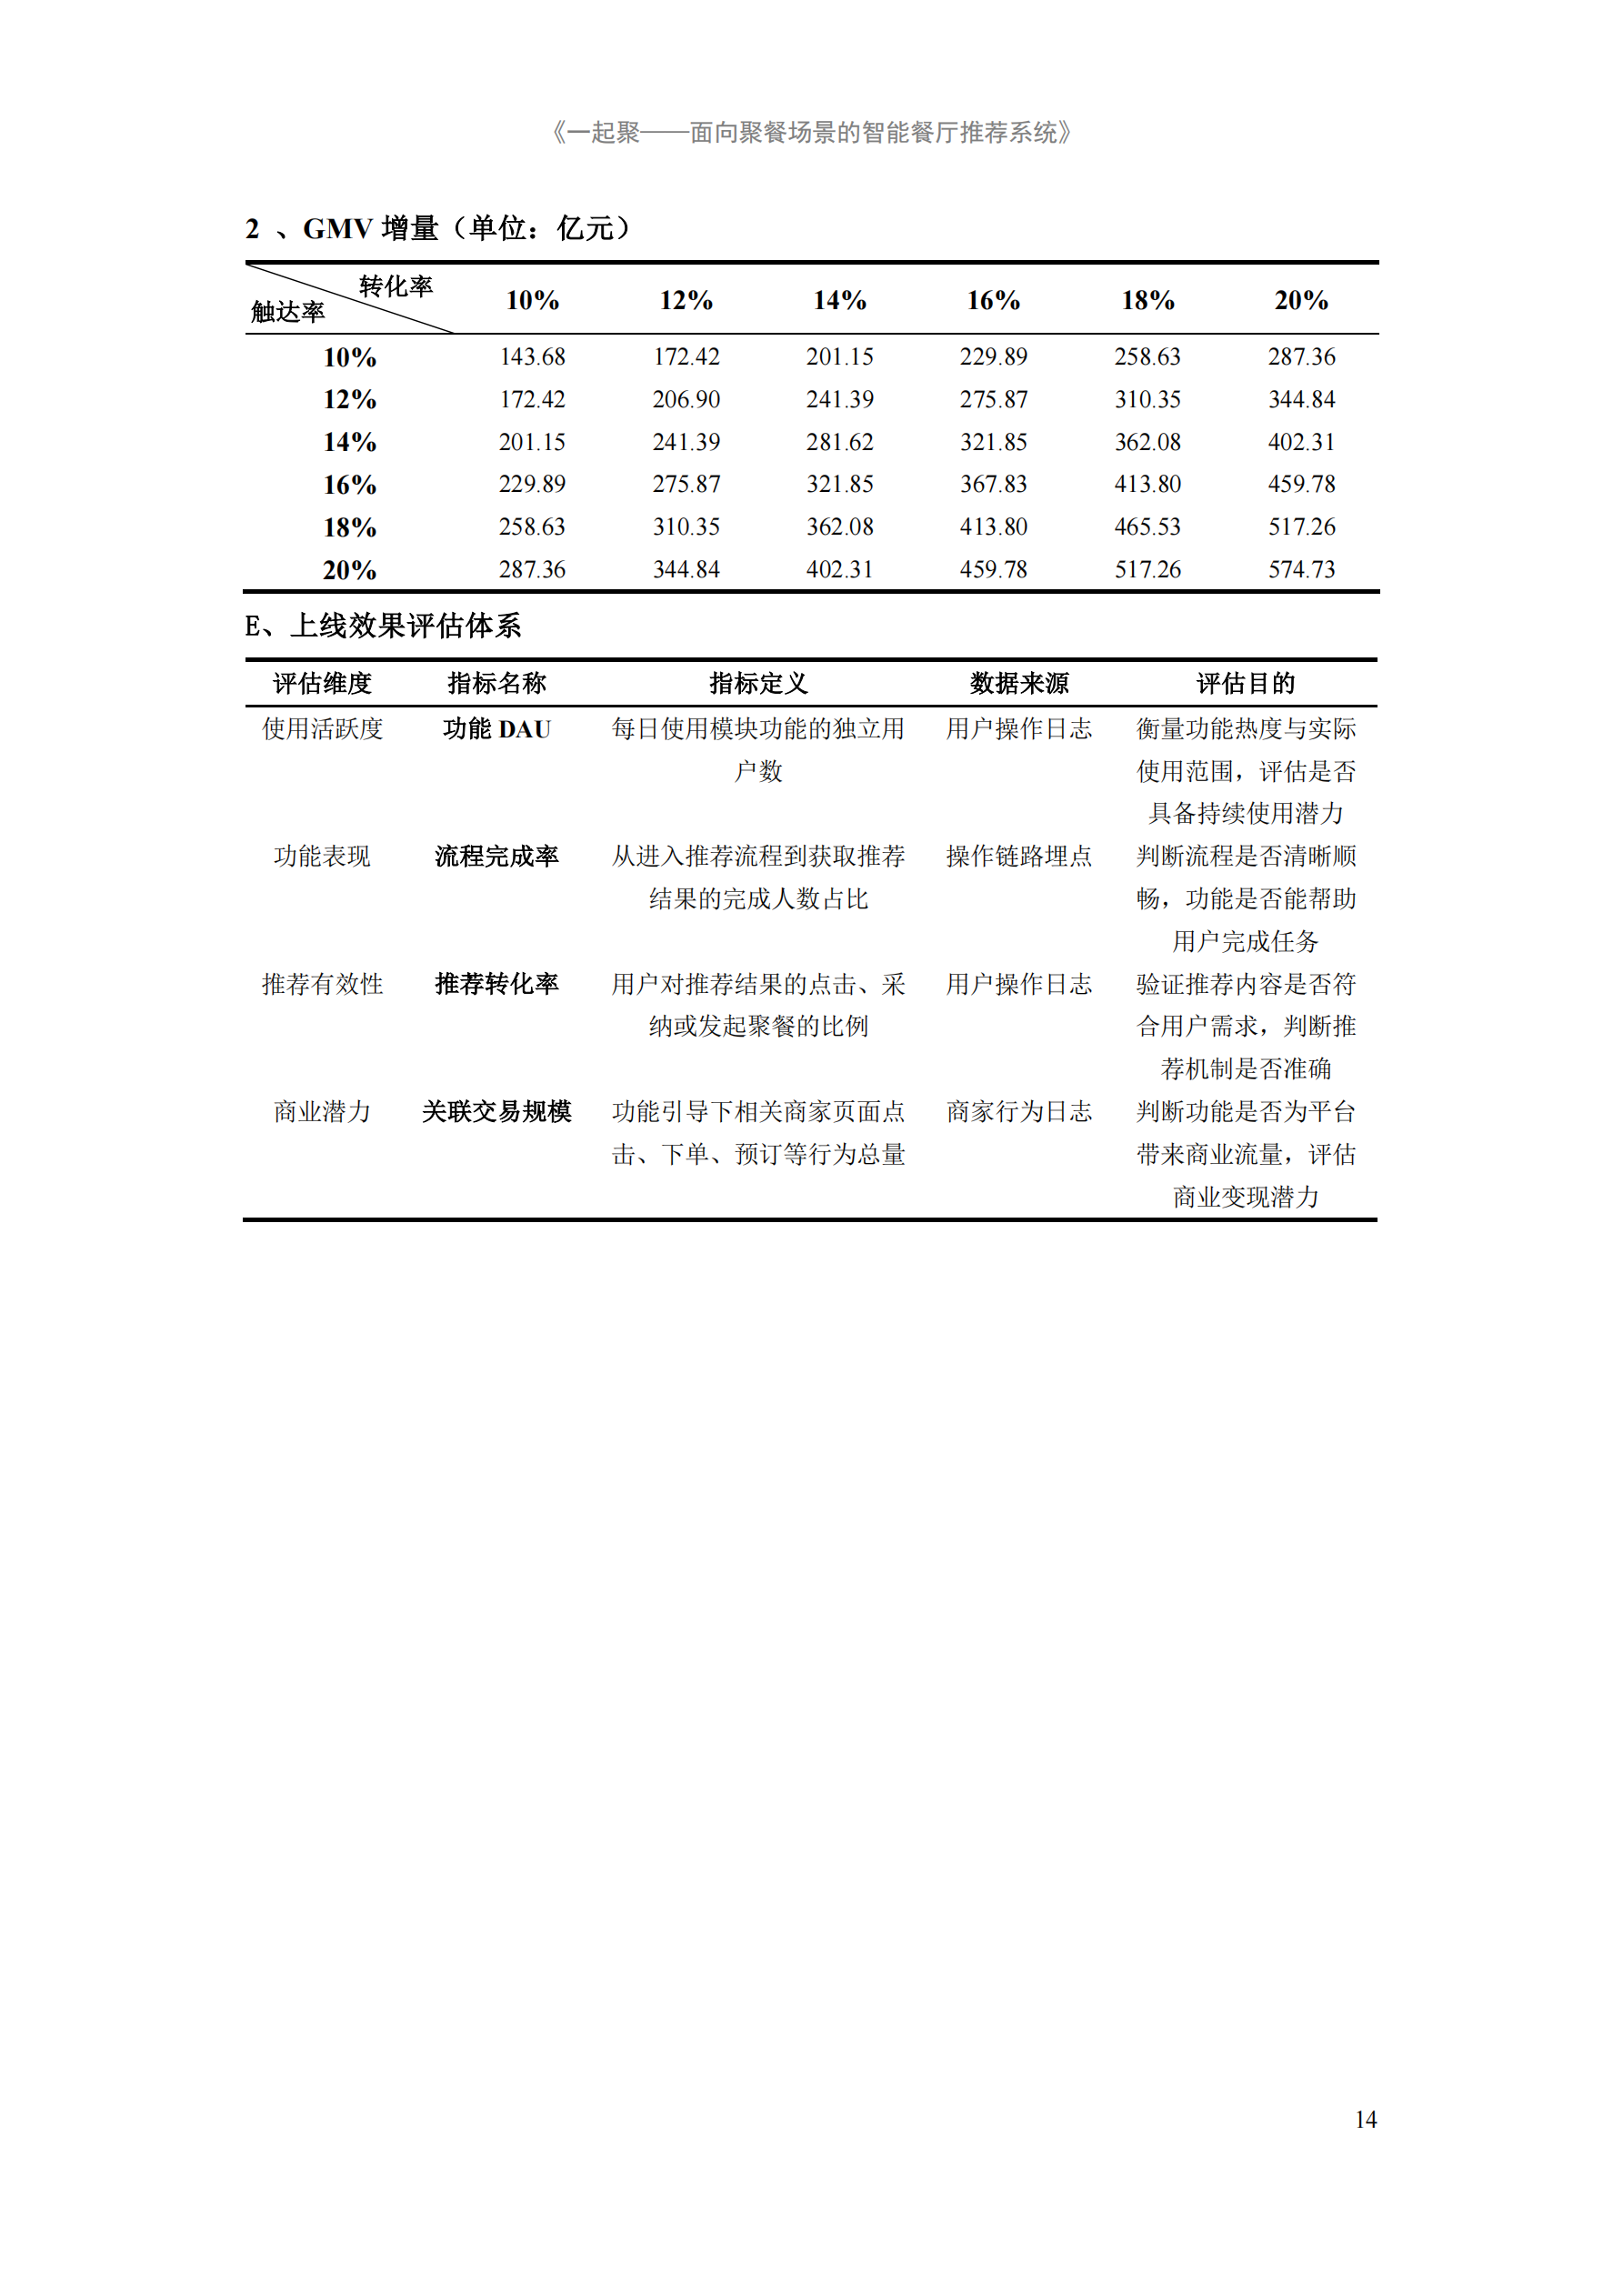 《一起聚——面向聚餐场景的智能餐厅推荐系统》
2 、GMV 增量（单位：亿元）
转化率
触达率
10% 12% 14% 16% 18% 20%
10% 143.68 172.42 201.15 229.89 258.63 287.36
12% 172.42 206.90 241.39 275.87 310.35 344.84
14% 201.15 241.39 281.62 321.85 362.08 402.31
16% 229.89 275.87 321.85 367.83 413.80 459.78
18% 258.63 310.35 362.08 413.80 465.53 517.26
20% 287.36 344.84 402.31 459.78 517.26 574.73
E、上线效果评估体系
评估维度 指标名称 指标定义 数据来源 评估目的
使用活跃度 功能 DAU 每日使用模块功能的独立用 用户操作日志 衡量功能热度与实际
户数 使用范围，评估是否
具备持续使用潜力
功能表现 流程完成率 从进入推荐流程到获取推荐 操作链路埋点 判断流程是否清晰顺
结果的完成人数占比 畅，功能是否能帮助
用户完成任务
推荐有效性 推荐转化率 用户对推荐结果的点击、采 用户操作日志 验证推荐内容是否符
纳或发起聚餐的比例 合用户需求，判断推
荐机制是否准确
商业潜力 关联交易规模 功能引导下相关商家页面点 商家行为日志 判断功能是否为平台
击、下单、预订等行为总量 带来商业流量，评估
商业变现潜力
14